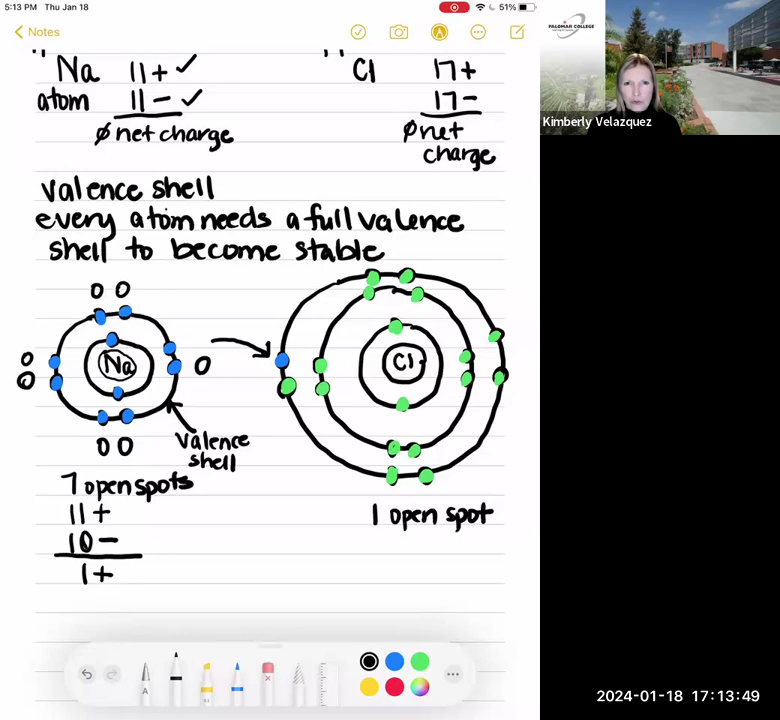 5:13 PM Thu Jan 18
51%
Notes
PALOMAR COLLEGE
Kimberly Velazquez
Na 11+ ✓
atom 11- ✓
∅ net charge
Cl 17+
17-
∅ net
charge
valence shell
every atom needs a full valence
shell to become stable
Na
Cl
Valence
shell
7 open spots
11+
10-
1+
1 open spot
A
2024-01-18 17:13:49